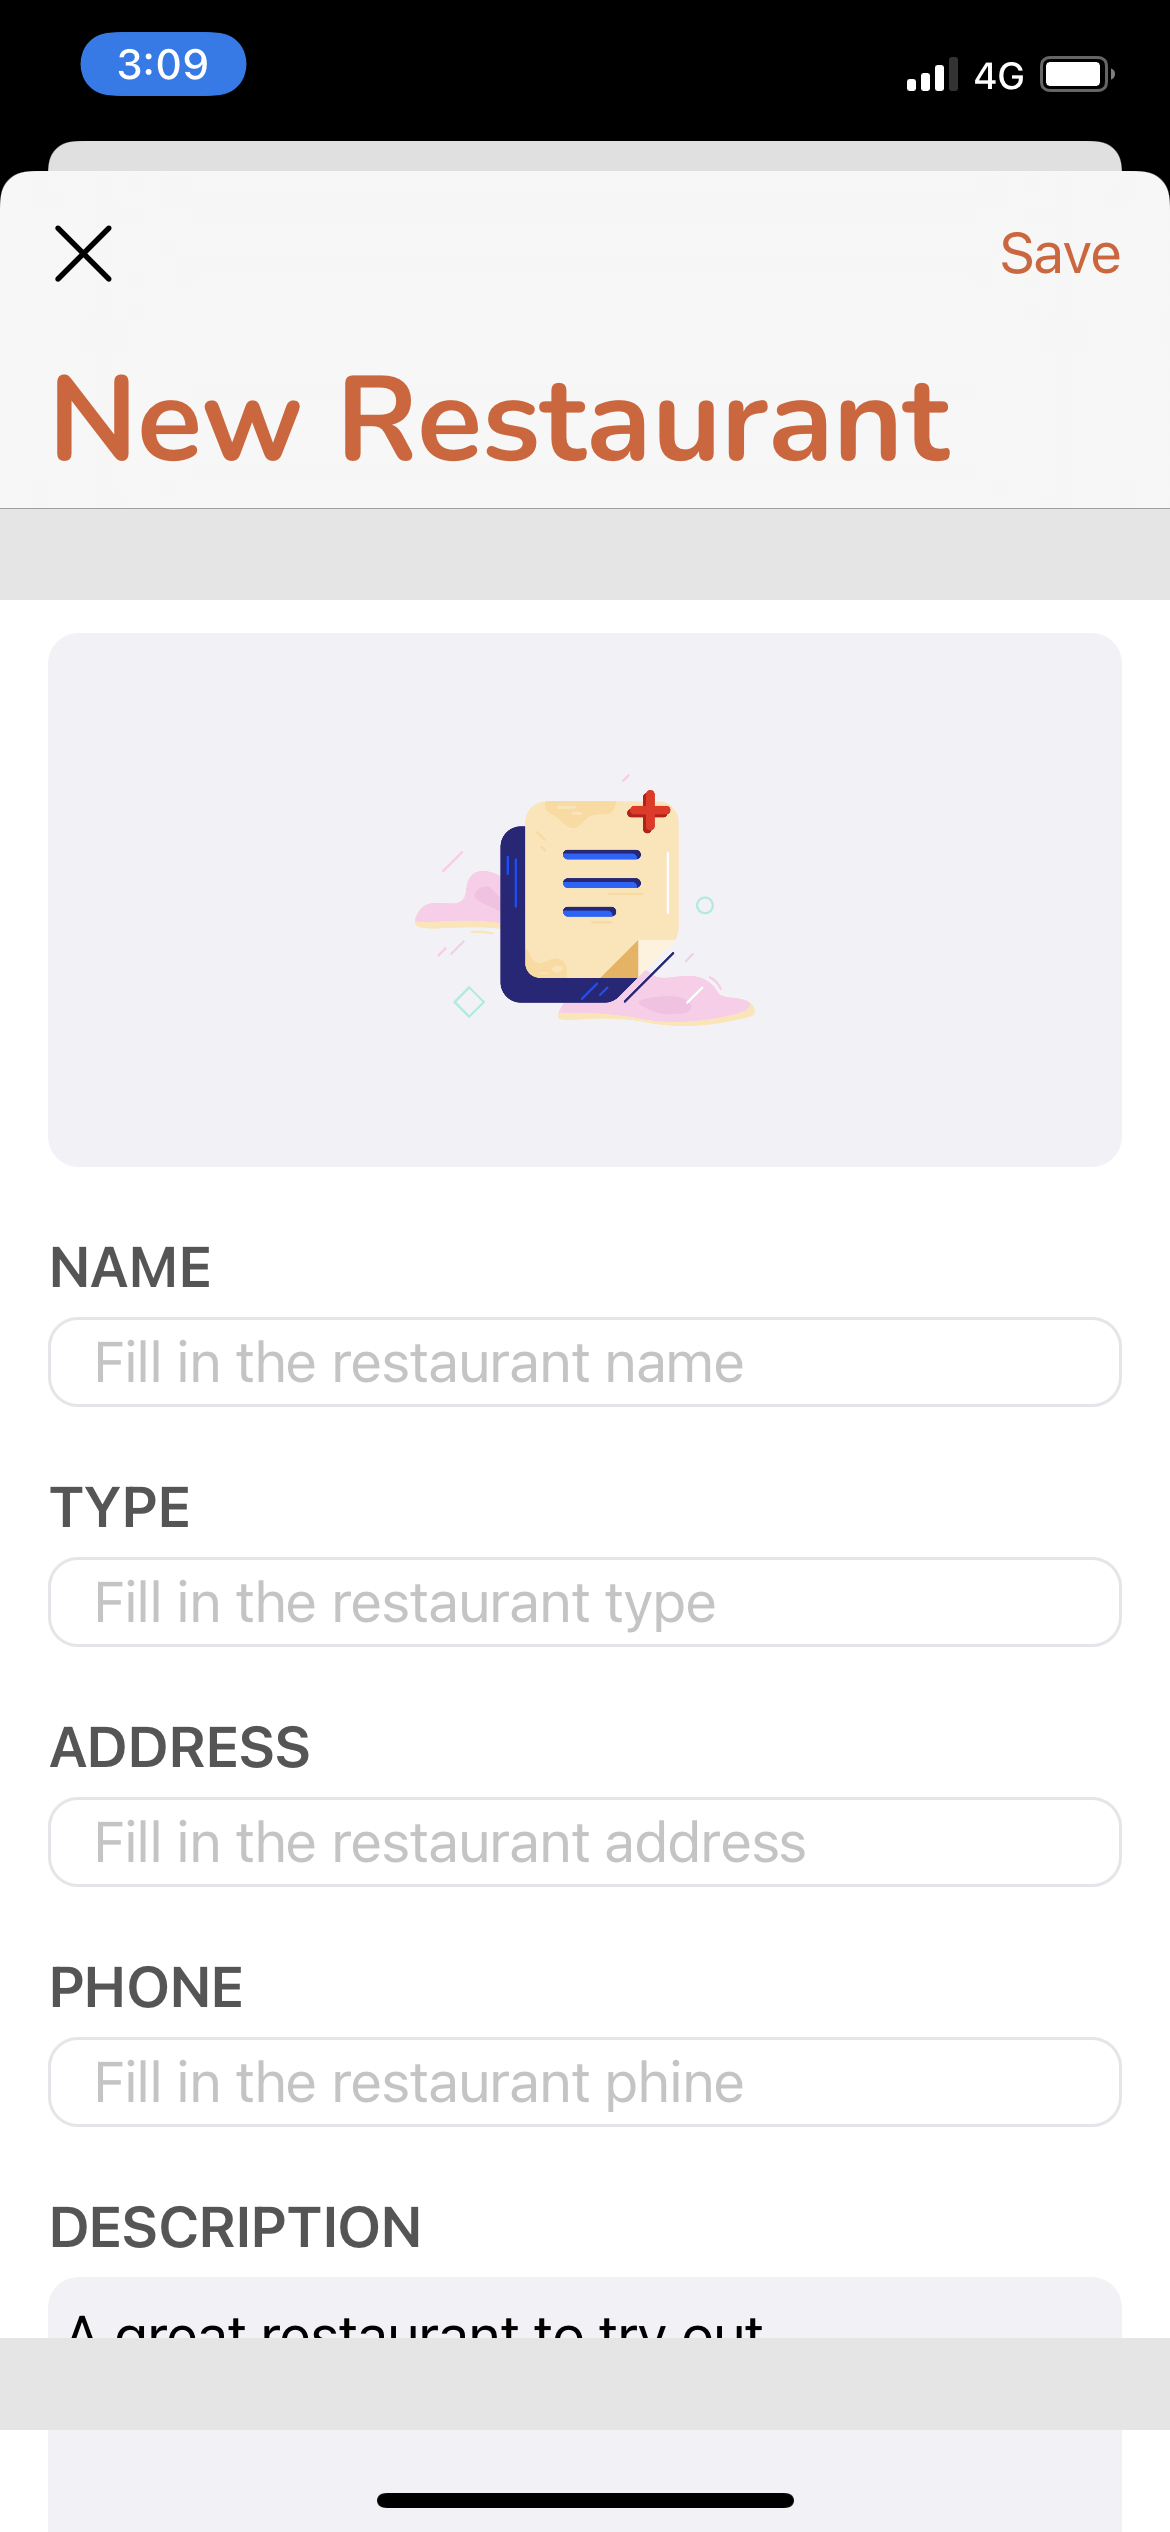 3:09
4G
Save
New Restaurant
NAME
Fill in the restaurant name
TYPE
Fill in the restaurant type
ADDRESS
Fill in the restaurant address
PHONE
Fill in the restaurant phine
DESCRIPTION
A great restaurant to try out